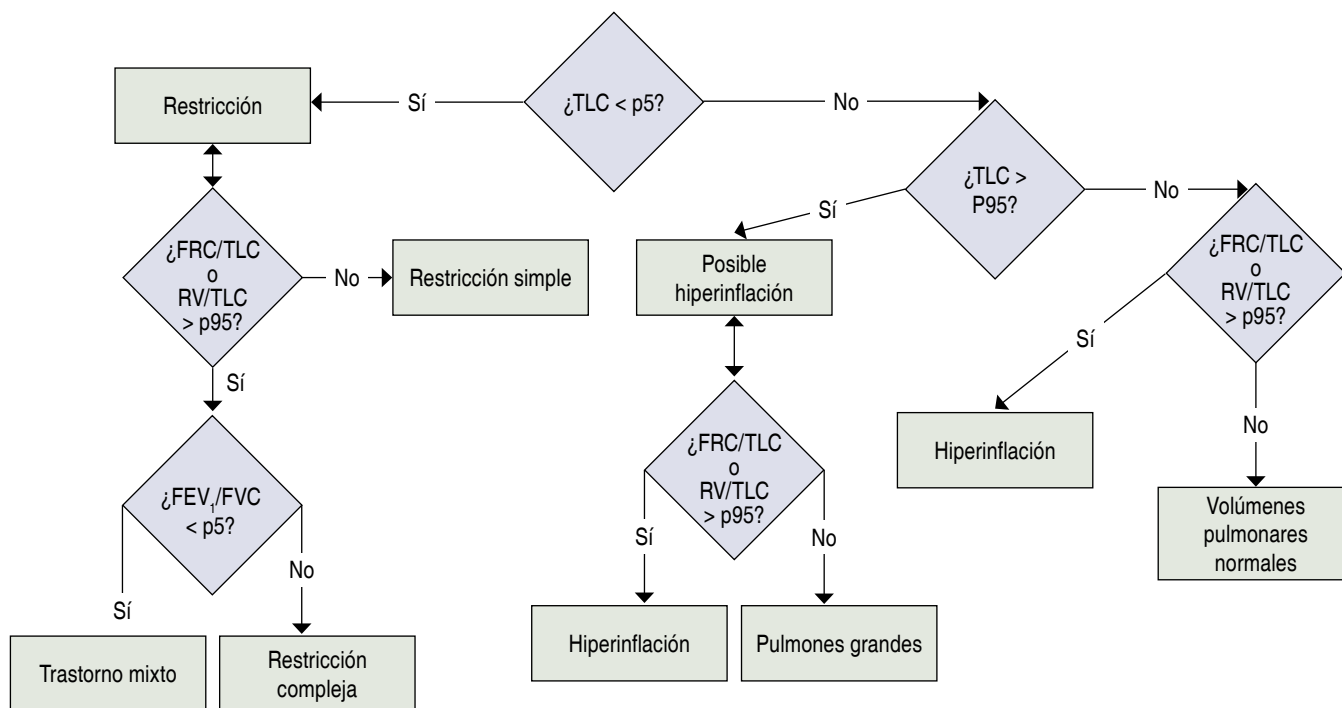 ¿TLC < p5?
Sí
No
Restricción
¿TLC >
P95?
Sí
No
¿FRC/TLC
o
RV/TLC
> p95?
No
Restricción simple
Sí
Posible
hiperinflación
¿FRC/TLC
o
RV/TLC
> p95?
Sí
No
Hiperinflación
¿FEV₁/FVC
< p5?
Sí
No
¿FRC/TLC
o
RV/TLC
> p95?
Sí
No
Volúmenes
pulmonares
normales
Trastorno mixto
Restricción
compleja
Hiperinflación
Pulmones grandes